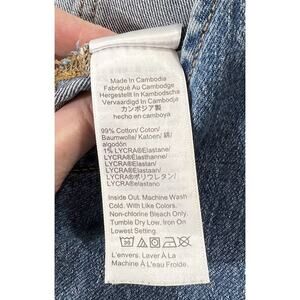 Made In Cambodia
Fabriqué Au Cambodge
Hergestellt In Kambodscha
Vervaardigd in Cambodja
カンボジア製
hecho en camboya
99% Cotton/ Coton/
Baumwolle/ Katoen/ 綿/
algodón
1% LYCRA®Elastane/
LYCRA®Élasthanne/
LYCRA®Elastan/
LYCRA®Elastaan/
LYCRA®ポリウレタン/
LYCRA®elastano
Inside Out. Machine Wash
Cold. With Like Colors.
Non-chlorine Bleach Only.
Tumble Dry Low. Iron On
Lowest Setting.
L'envers. Laver À La
Machine À L'eau Froide.